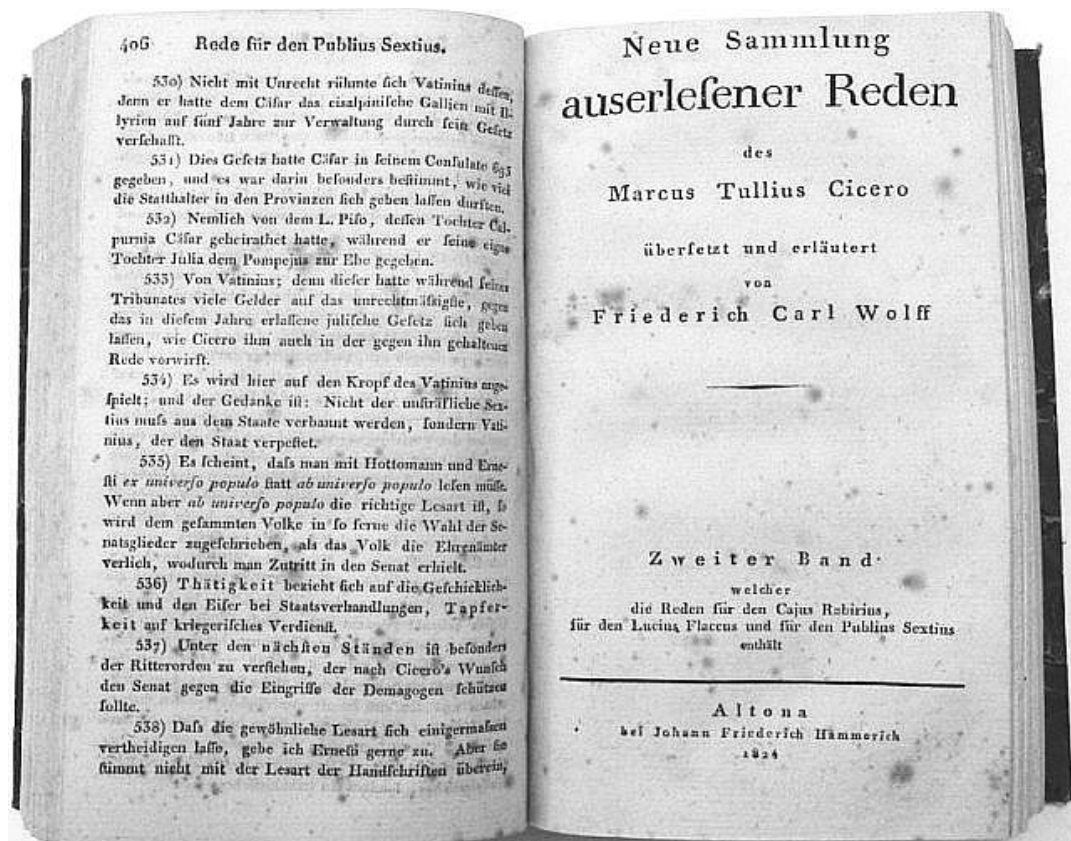 406 Rede für den Publius Sextius.
530) Nicht mit Unrecht rühmte ſich Vatinius deſſen,
denn er hatte dem Cäſar das ciſalpiniſche Gallien mit Il-
lyrien auf fünf Jahre zur Verwaltung durch ſein Geſetz
verſchafft.
531) Dies Geſetz hatte Cäſar in ſeinem Conſulate 695
gegeben, und es war darin beſonders beſtimmt, wie viel
die Statthalter in den Provinzen ſich geben laſſen durften.
532) Nemlich von dem L. Piſo, deſſen Tochter Cal-
purnia Cäſar geheirathet hatte, während er ſeine eigne
Tochter Julia dem Pompejus zur Ehe gegeben.
533) Von Vatinius; denn dieſer hatte während ſeines
Tribunates viele Gelder auf das unrechtmäſsigſte, gegen
das in dieſem Jahre erlaſſene juliſche Geſetz ſich geben
laſſen, wie Cicero ihm auch in der gegen ihn gehaltenen
Rede vorwirft.
534) Es wird hier auf den Kropf des Vatinius ange-
ſpielt; und der Gedanke iſt: Nicht der unſträfliche Sex-
tius muſs aus dem Staate verbannt werden, ſondern Vati-
nius, der den Staat verpeſtet.
535) Es ſcheint, daſs man mit Hottomann und Erne-
ſti ex univerſo populo ſtatt ab univerſo populo leſen müſſe.
Wenn aber ab univerſo populo die richtige Lesart iſt, ſo
wird dem geſammten Volke in ſo ferne die Wahl der Se-
natsglieder zugeſchrieben, als das Volk die Ehrenämter
verlieh, wodurch man Zutritt in den Senat erhielt.
536) Thätigkeit bezieht ſich auf die Geſchicklich-
keit und den Eifer bei Staatsverhandlungen, Tapfer-
keit auf kriegeriſches Verdienſt.
537) Unter den nächſten Ständen iſt beſonders
der Ritterorden zu verſtehen, der nach Cicero's Wunſch
den Senat gegen die Eingriffe der Demagogen ſchützen
ſollte.
538) Daſs die gewöhnliche Lesart ſich einigermaſsen
vertheidigen laſſe, gebe ich Erneſti gerne zu. Aber ſie
ſtimmt nicht mit der Lesart der Handſchriften überein,
Neue Sammlung
auserleſener Reden
des
Marcus Tullius Cicero
überſetzt und erläutert
von
Friederich Carl Wolff
Zweiter Band
welcher
die Reden für den Cajus Rabirius,
für den Lucius Flaccus und für den Publius Sextius
enthält
Altona
bei Johann Friederich Hammerich
1824